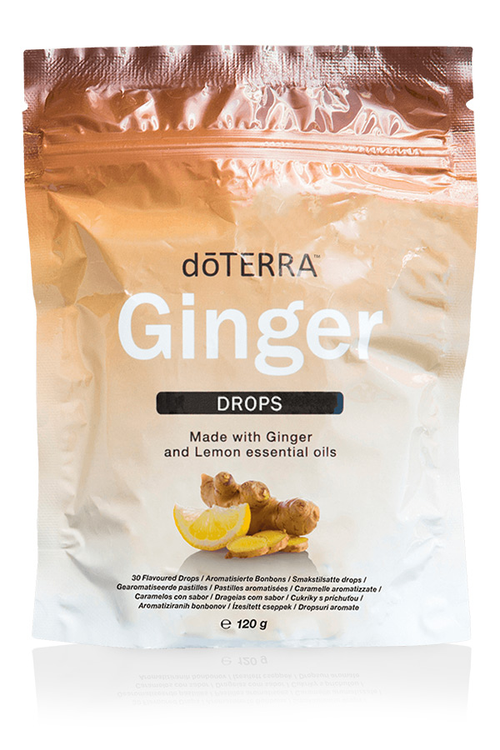 dōTERRA™
Ginger
DROPS
Made with Ginger
and Lemon essential oils
30 Flavoured Drops / Aromatisierte Bonbons / Smakstilsatte drops /
Gearomatiseerde pastilles / Pastilles aromatisées / Caramelle aromatizzate /
Caramelos con sabor / Drageias com sabor / Cukríky s príchuťou /
Aromatiziranih bonbonov / Ízesített cseppek / Dropsuri aromate
℮ 120 g